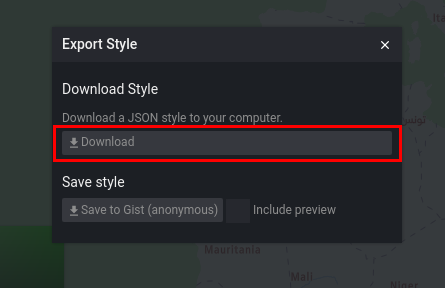 Export Style
Download Style
Download a JSON style to your computer.
Download
تونس
Save style
Save to Gist (anonymous)
Include preview
Mauritania
Mali
Niger